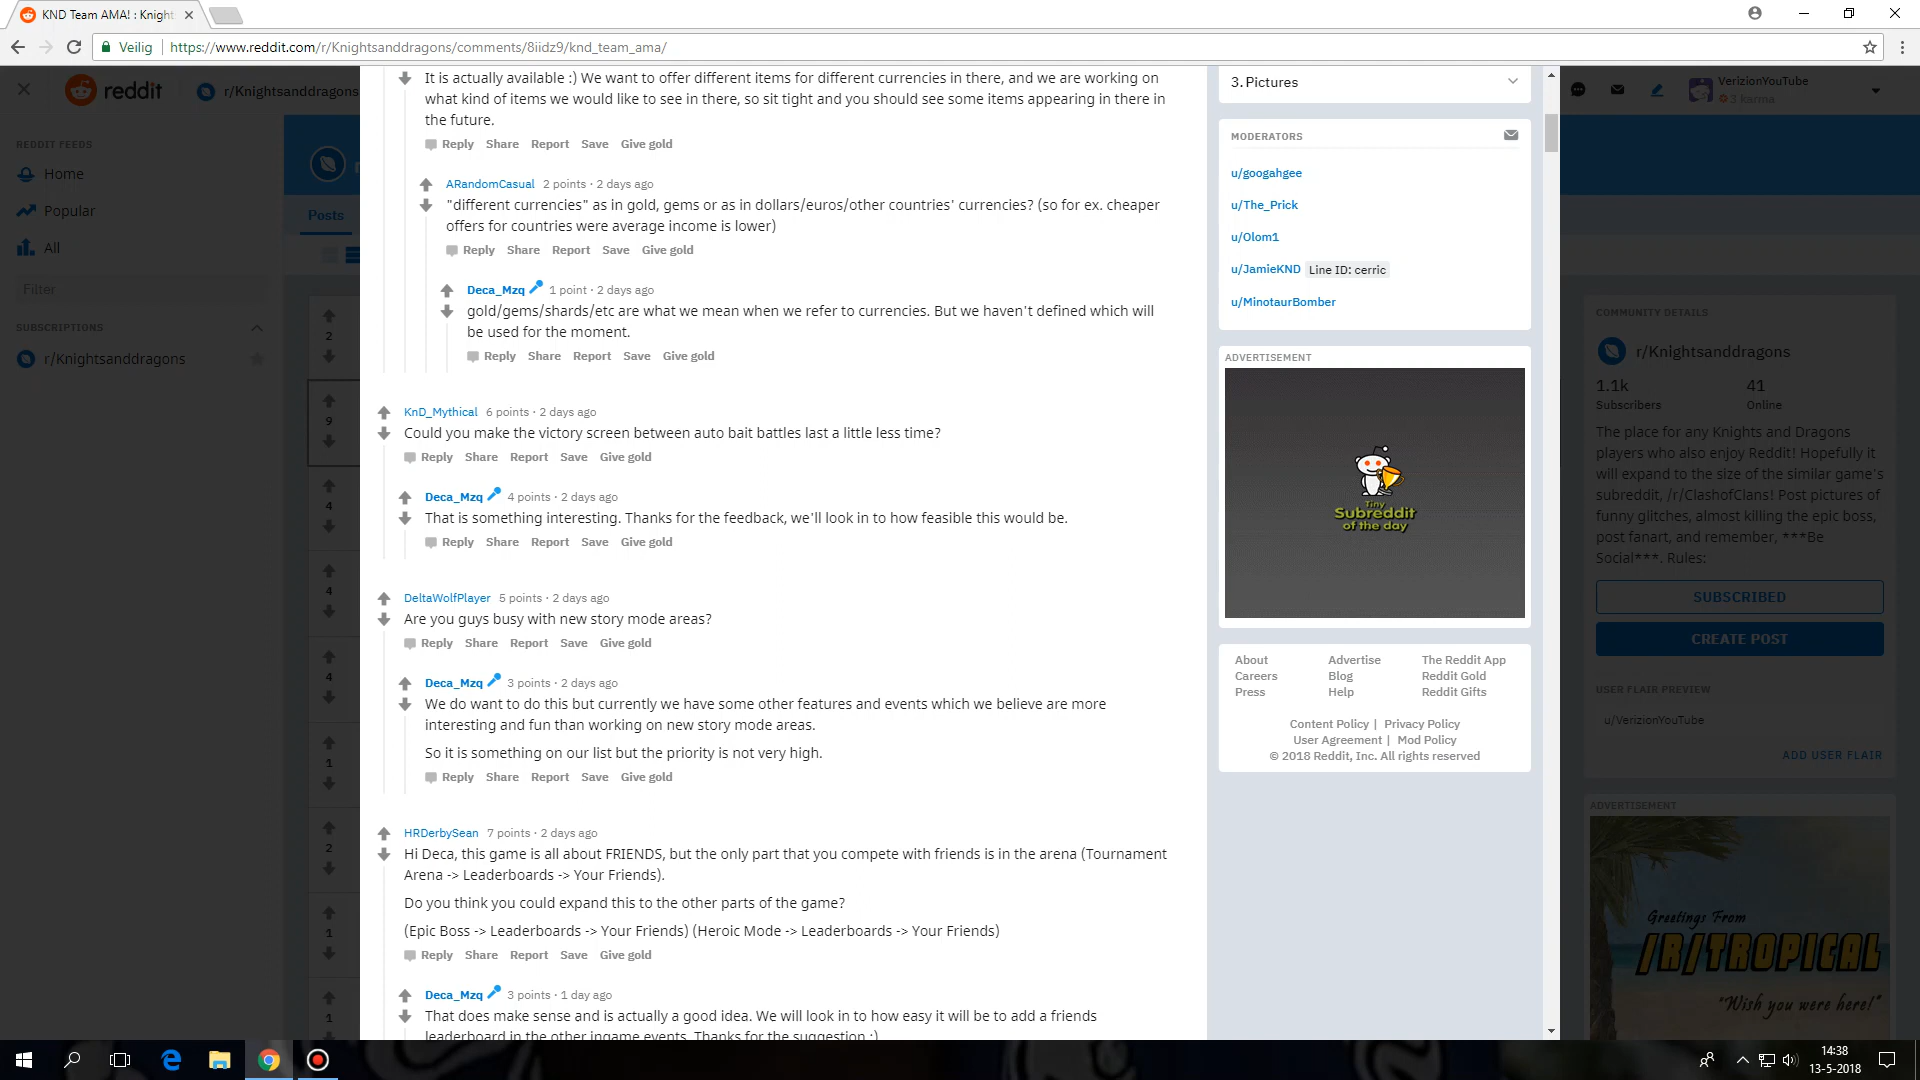 KND Team AMA! : Knight
Veilig
https://www.reddit.com/r/Knightsanddragons/comments/8iidz9/knd_team_ama/
reddit
r/Knightsanddragons
VerizionYouTube
3 karma
REDDIT FEEDS
Home
Popular
All
Filter
SUBSCRIPTIONS
r/Knightsanddragons
Posts
2
9
4
4
4
1
2
1
1
It is actually available :) We want to offer different items for different currencies in there, and we are working on
what kind of items we would like to see in there, so sit tight and you should see some items appearing in there in
the future.
Reply Share Report Save Give gold
ARandomCasual 2 points · 2 days ago
"different currencies" as in gold, gems or as in dollars/euros/other countries' currencies? (so for ex. cheaper
offers for countries were average income is lower)
Reply Share Report Save Give gold
Deca_Mzq 1 point · 2 days ago
gold/gems/shards/etc are what we mean when we refer to currencies. But we haven't defined which will
be used for the moment.
Reply Share Report Save Give gold
KnD_Mythical 6 points · 2 days ago
Could you make the victory screen between auto bait battles last a little less time?
Reply Share Report Save Give gold
Deca_Mzq 4 points · 2 days ago
That is something interesting. Thanks for the feedback, we'll look in to how feasible this would be.
Reply Share Report Save Give gold
DeltaWolfPlayer 5 points · 2 days ago
Are you guys busy with new story mode areas?
Reply Share Report Save Give gold
Deca_Mzq 3 points · 2 days ago
We do want to do this but currently we have some other features and events which we believe are more
interesting and fun than working on new story mode areas.
So it is something on our list but the priority is not very high.
Reply Share Report Save Give gold
HRDerbySean 7 points · 2 days ago
Hi Deca, this game is all about FRIENDS, but the only part that you compete with friends is in the arena (Tournament
Arena -> Leaderboards -> Your Friends).
Do you think you could expand this to the other parts of the game?
(Epic Boss -> Leaderboards -> Your Friends) (Heroic Mode -> Leaderboards -> Your Friends)
Reply Share Report Save Give gold
Deca_Mzq 3 points · 1 day ago
That does make sense and is actually a good idea. We will look in to how easy it will be to add a friends
leaderboard in the other ingame events. Thanks for the suggestion :)
3.Pictures
MODERATORS
u/googahgee
u/The_Prick
u/Olom1
u/JamieKND Line ID: cerric
u/MinotaurBomber
ADVERTISEMENT
Tiny
Subreddit
of the day
About Advertise The Reddit App
Careers Blog Reddit Gold
Press Help Reddit Gifts
Content Policy | Privacy Policy
User Agreement | Mod Policy
© 2018 Reddit, Inc. All rights reserved
COMMUNITY DETAILS
r/Knightsanddragons
1.1k 41
Subscribers Online
The place for any Knights and Dragons
players who also enjoy Reddit! Hopefully it
will expand to the size of the similar game's
subreddit, /r/ClashofClans! Post pictures of
funny glitches, almost killing the epic boss,
post fanart, and remember, ***Be
Social***. Rules:
SUBSCRIBED
CREATE POST
USER FLAIR PREVIEW
u/VerizionYouTube
ADD USER FLAIR
ADVERTISEMENT
Greetings From
/R/TROPICAL
"Wish you were here!"
14:38
13-5-2018